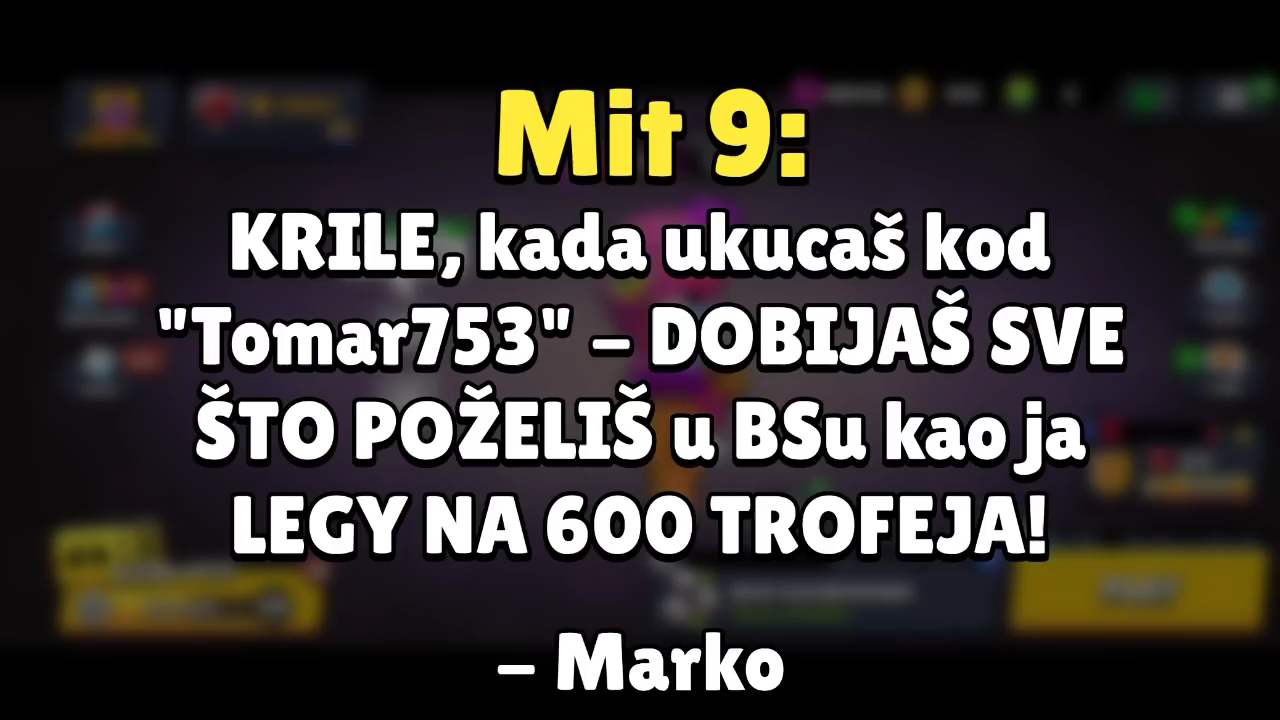 Mit 9:
KRILE, kada ukucaš kod
"Tomar753" – DOBIJAŠ SVE
ŠTO POŽELIŠ u BSu kao ja
LEGY NA 600 TROFEJA!
– Marko